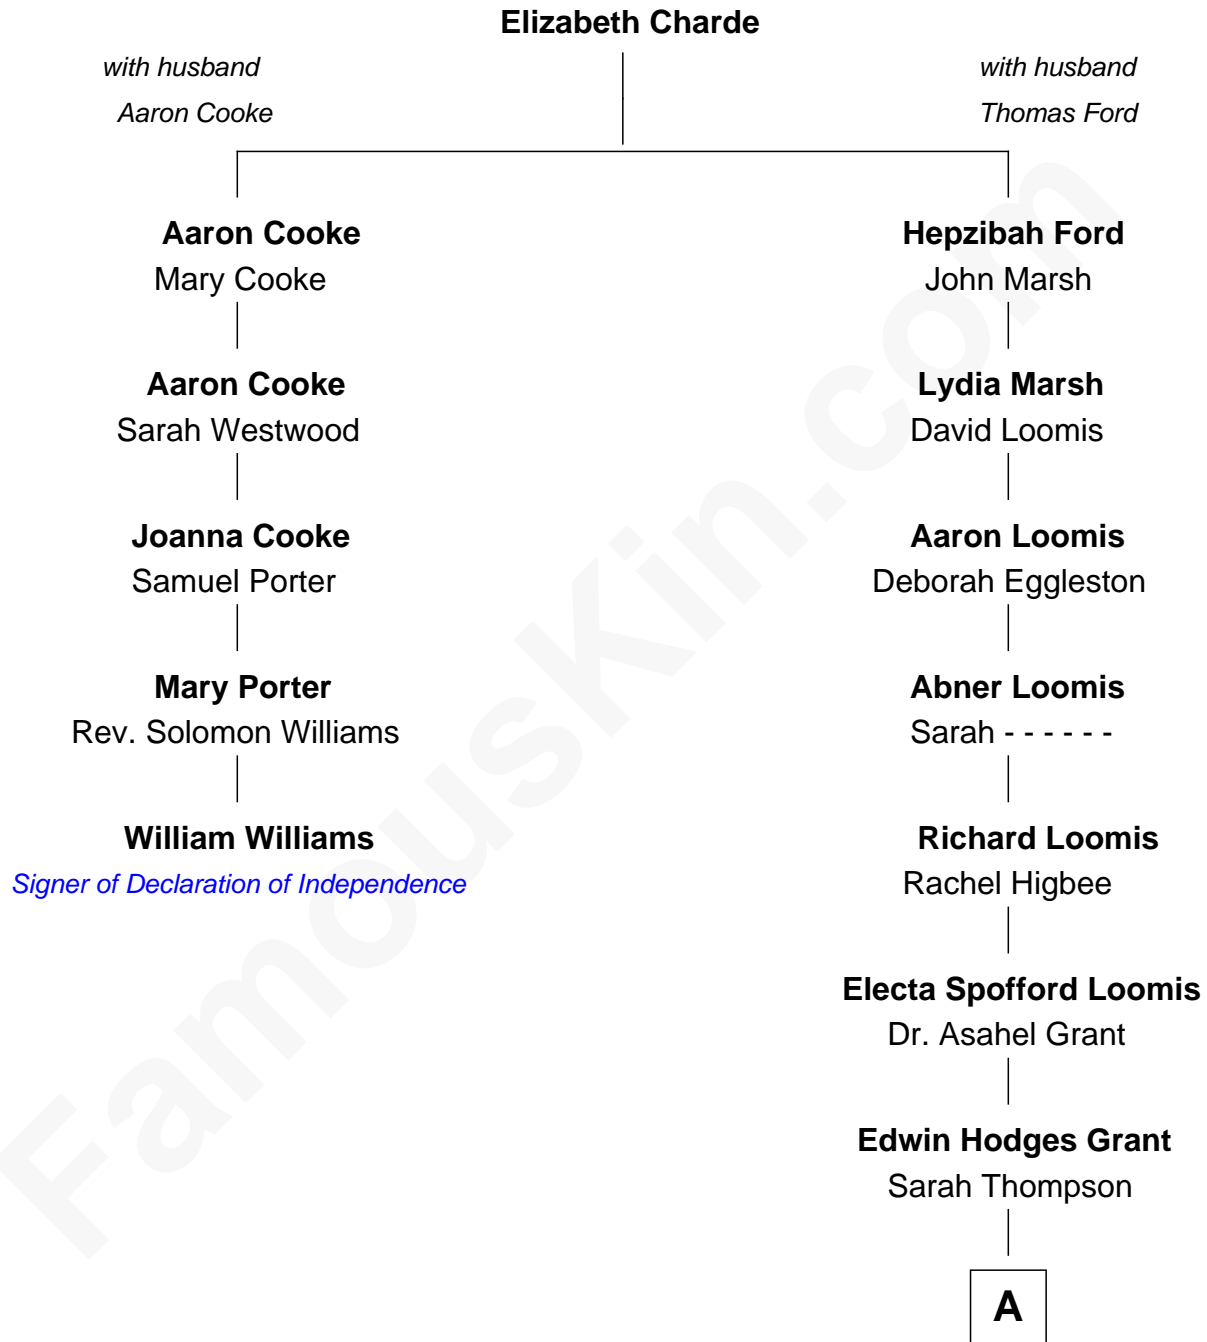 Elizabeth Charde
with husband
Aaron Cooke
with husband
Thomas Ford
Aaron Cooke
Mary Cooke
Hepzibah Ford
John Marsh
Aaron Cooke
Sarah Westwood
Lydia Marsh
David Loomis
Joanna Cooke
Samuel Porter
Aaron Loomis
Deborah Eggleston
Mary Porter
Rev. Solomon Williams
Abner Loomis
Sarah - - - - - -
William Williams
Signer of Declaration of Independence
Richard Loomis
Rachel Higbee
Electa Spofford Loomis
Dr. Asahel Grant
Edwin Hodges Grant
Sarah Thompson
A
FamousKin.com